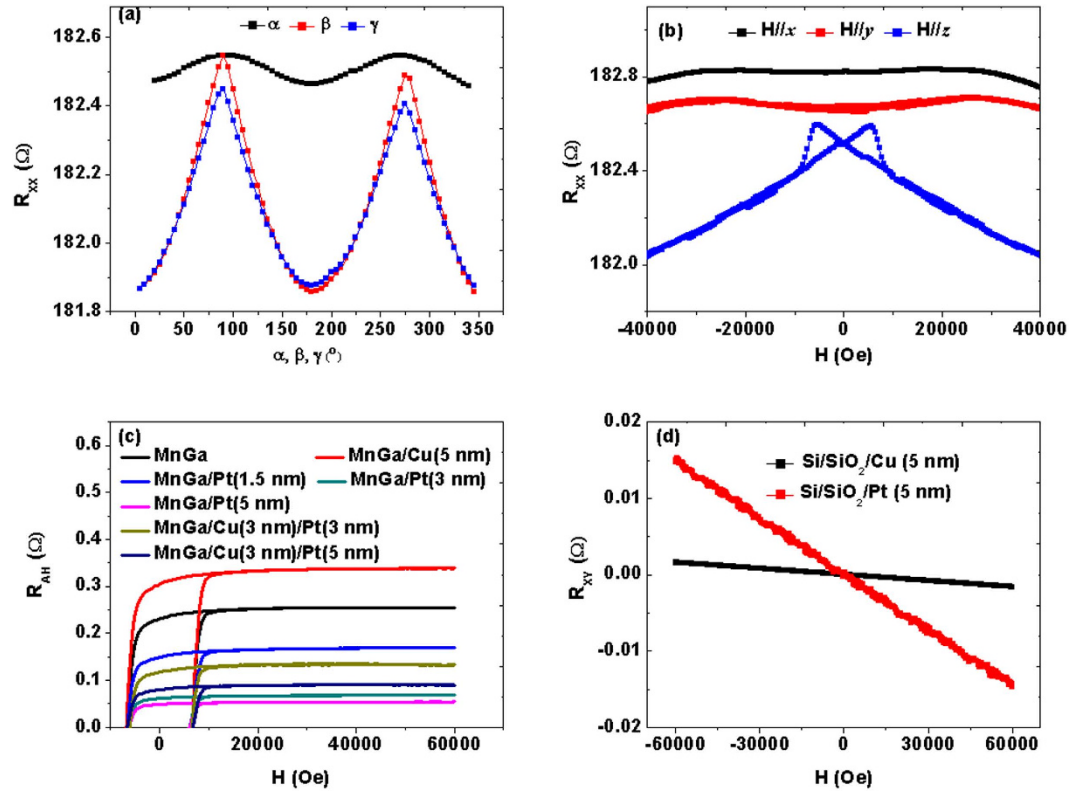 (a)
α β γ
182.6
182.4
182.2
182.0
181.8
R_XX (Ω)
0 50 100 150 200 250 300 350
α, β, γ (°)
(b)
H//x H//y H//z
182.8
182.4
182.0
R_XX (Ω)
-40000 -20000 0 20000 40000
H (Oe)
(c)
MnGa MnGa/Cu(5 nm)
MnGa/Pt(1.5 nm) MnGa/Pt(3 nm)
MnGa/Pt(5 nm)
MnGa/Cu(3 nm)/Pt(3 nm)
MnGa/Cu(3 nm)/Pt(5 nm)
0.6
0.5
0.4
0.3
0.2
0.1
0.0
R_AH (Ω)
0 20000 40000 60000
H (Oe)
(d)
Si/SiO₂/Cu (5 nm)
Si/SiO₂/Pt (5 nm)
0.02
0.01
0.00
-0.01
-0.02
R_XY (Ω)
-60000 -30000 0 30000 60000
H (Oe)